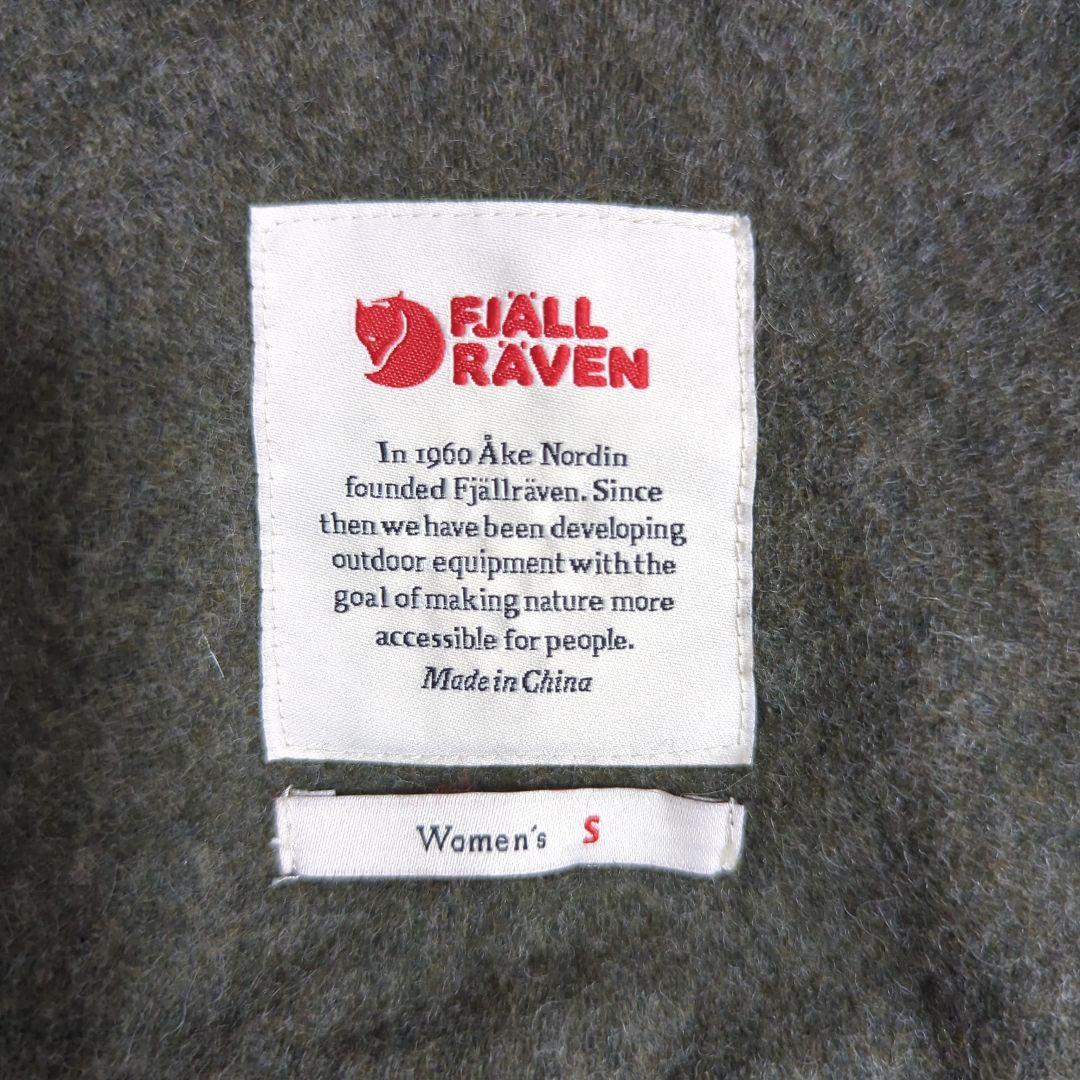 FJÄLL
RÄVEN
In 1960 Åke Nordin
founded Fjällräven. Since
then we have been developing
outdoor equipment with the
goal of making nature more
accessible for people.
Made in China
Women's S